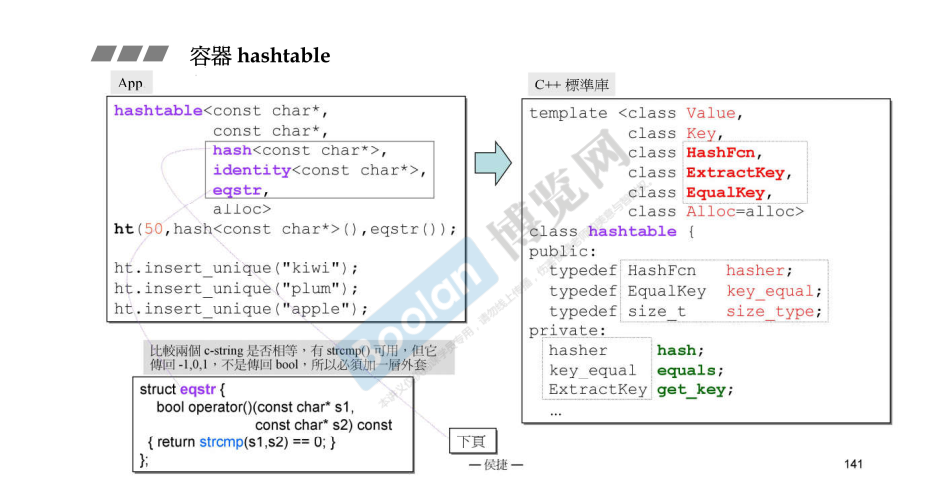 容器 hashtable
App
hashtable<const char*,
const char*,
hash<const char*>,
identity<const char*>,
eqstr,
alloc>
ht(50,hash<const char*>(),eqstr());
ht.insert_unique("kiwi");
ht.insert_unique("plum");
ht.insert_unique("apple");
比較兩個 c-string 是否相等，有 strcmp() 可用，但它
傳回 -1,0,1，不是傳回 bool，所以必須加一層外套
struct eqstr {
bool operator()(const char* s1,
const char* s2) const
{ return strcmp(s1,s2) == 0; }
};
C++ 標準庫
template <class Value,
class Key,
class HashFcn,
class ExtractKey,
class EqualKey,
class Alloc=alloc>
class hashtable {
public:
typedef HashFcn hasher;
typedef EqualKey key_equal;
typedef size_t size_type;
private:
hasher hash;
key_equal equals;
ExtractKey get_key;
...
下頁
— 侯捷 —
141
Boolan 博览网